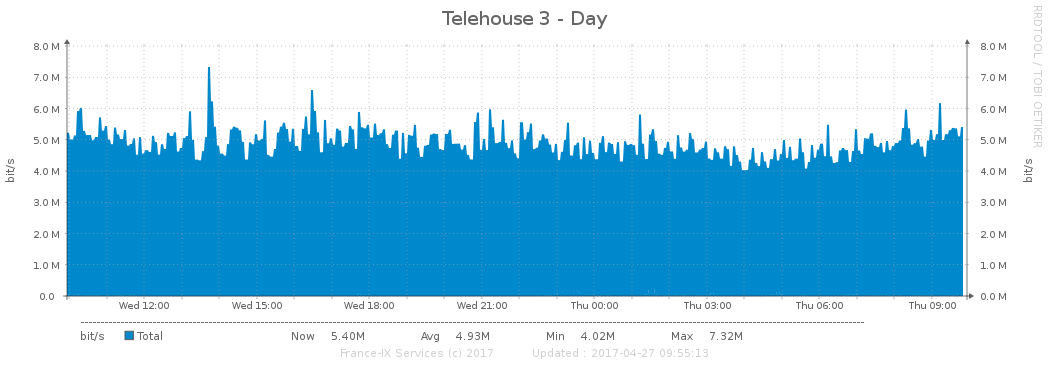 Telehouse 3 - Day
RRDTOOL / TOBI OETIKER
bit/s
8.0 M
7.0 M
6.0 M
5.0 M
4.0 M
3.0 M
2.0 M
1.0 M
0.0
8.0 M
7.0 M
6.0 M
5.0 M
4.0 M
3.0 M
2.0 M
1.0 M
0.0 M
bit/s
Wed 12:00 Wed 15:00 Wed 18:00 Wed 21:00 Thu 00:00 Thu 03:00 Thu 06:00 Thu 09:00
bit/s Total Now 5.40M Avg 4.93M Min 4.02M Max 7.32M
France-IX Services (c) 2017 Updated : 2017-04-27 09:55:13